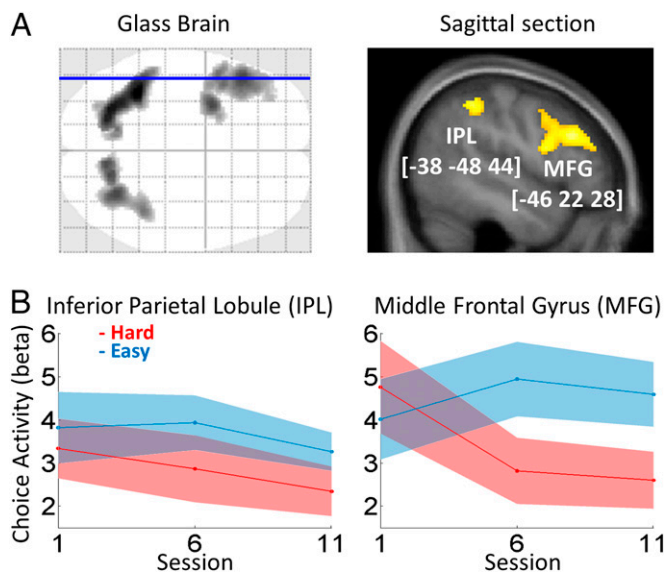 A
Glass Brain
Sagittal section
IPL
[-38 -48 44]
MFG
[-46 22 28]
B
Inferior Parietal Lobule (IPL)
Middle Frontal Gyrus (MFG)
- Hard
- Easy
Choice Activity (beta)
6
5
4
3
2
1
6
11
Session
6
5
4
3
2
1
6
11
Session